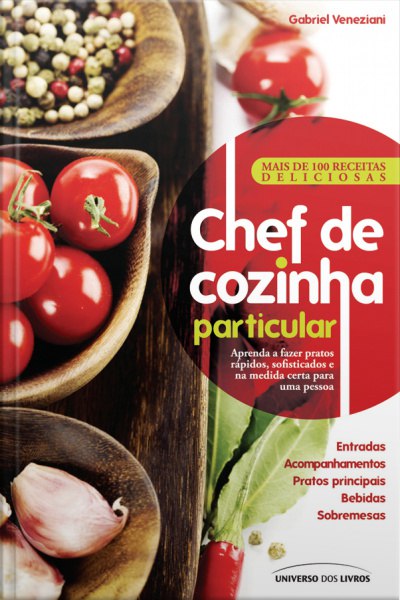 Gabriel Veneziani
MAIS DE 100 RECEITAS
DELICIOSAS
Chef de
cozinha
particular
Aprenda a fazer pratos
rápidos, sofisticados e
na medida certa para
uma pessoa
Entradas
Acompanhamentos
Pratos principais
Bebidas
Sobremesas
UNIVERSO DOS LIVROS